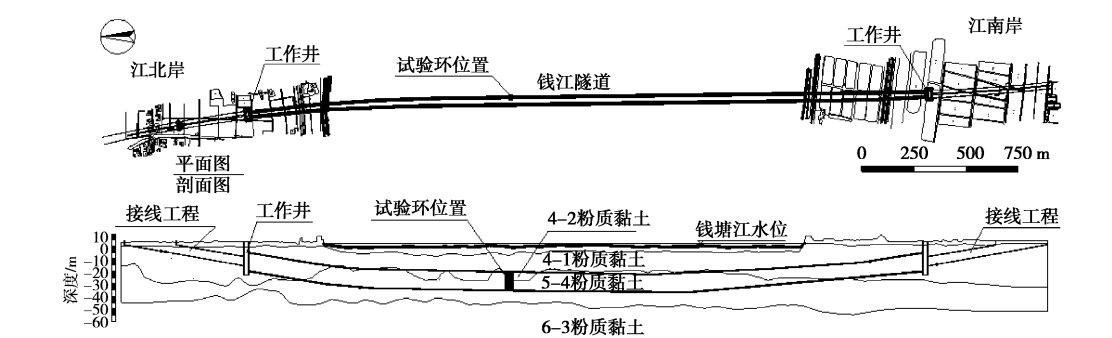 江南岸
工作井
工作井
江北岸
试验环位置
钱江隧道
平面图
剖面图
0 250 500 750 m
接线工程
工作井
试验环位置
4-2粉质黏土
钱塘江水位
接线工程
深度/m
10
0
-10
-20
-30
-40
-50
-60
4-1粉质黏土
5-4粉质黏土
6-3粉质黏土